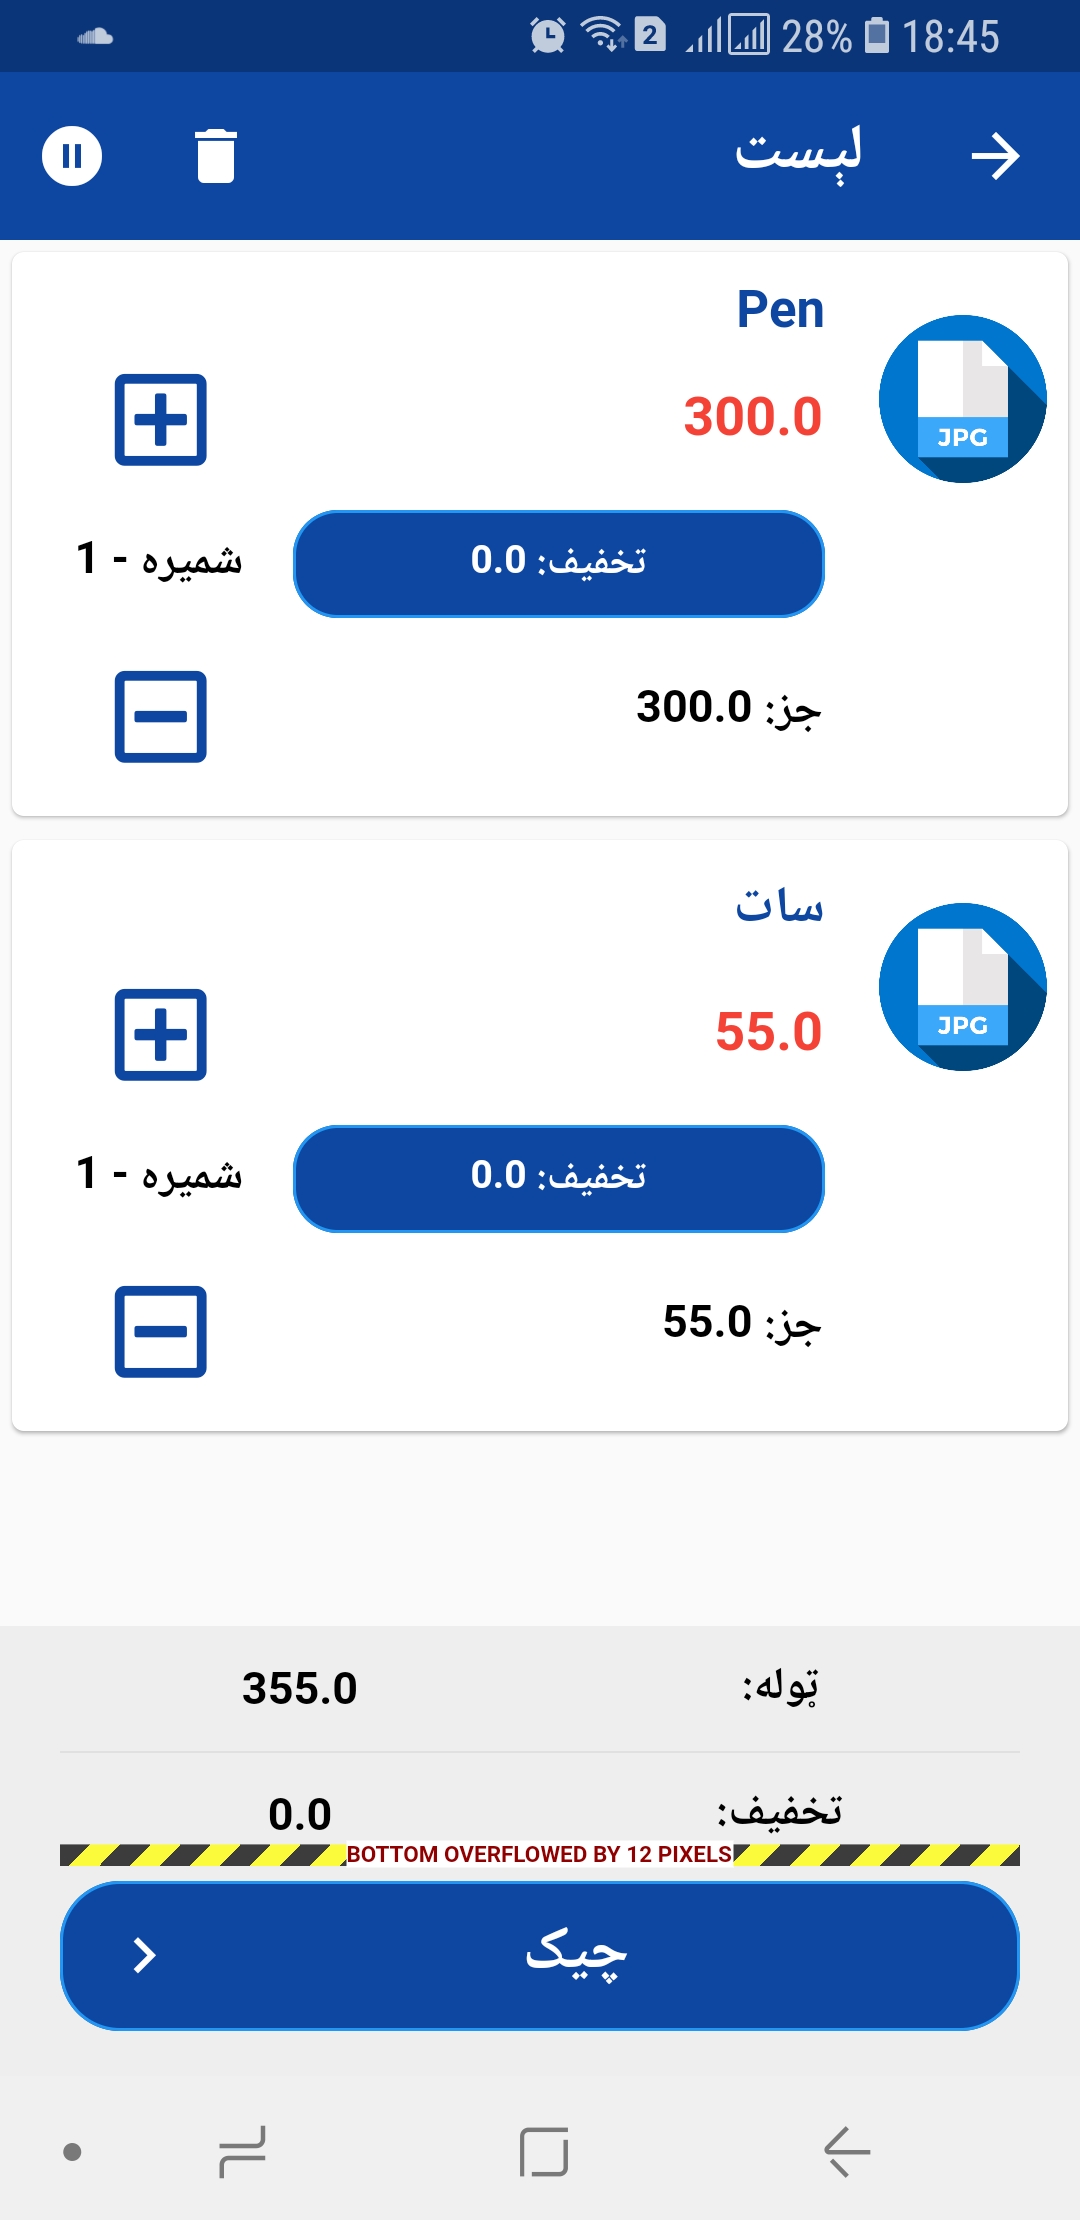 2 28% 18:45
لېست
Pen
JPG
300.0
تخفیف: 0.0
شمیره - 1
جز: 300.0
سات
JPG
55.0
تخفیف: 0.0
شمیره - 1
جز: 55.0
ټوله: 355.0
تخفیف: 0.0
BOTTOM OVERFLOWED BY 12 PIXELS
چیک